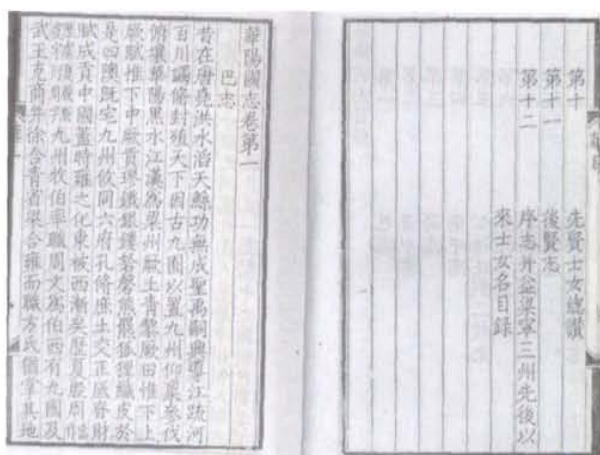 第十 先賢士女總讚
第十一 後賢志
第十二 序志并益梁寧三州先後以
來士女名目錄
華陽國志卷第一
巴志
昔在唐堯洪水滔天鯀功無成聖禹嗣興導江疏河
百川蠲脩封殖天下因古九囿以置九州仰稟參伐
俯壤華陽黑水江漢爲梁州厥土青黎厥田惟下上
厥賦惟下中厥貢璆鐵銀鏤砮磬熊羆狐狸織皮於
是四隩既宅九州攸同六府孔脩庶土交正厎慎財
賦成貢中國蓋時雍之化東被西漸矣歷夏殷周
九州牧伯率職周文爲伯西有九國及
武王克商并徐合青省梁合雍而職方氏猶掌其地